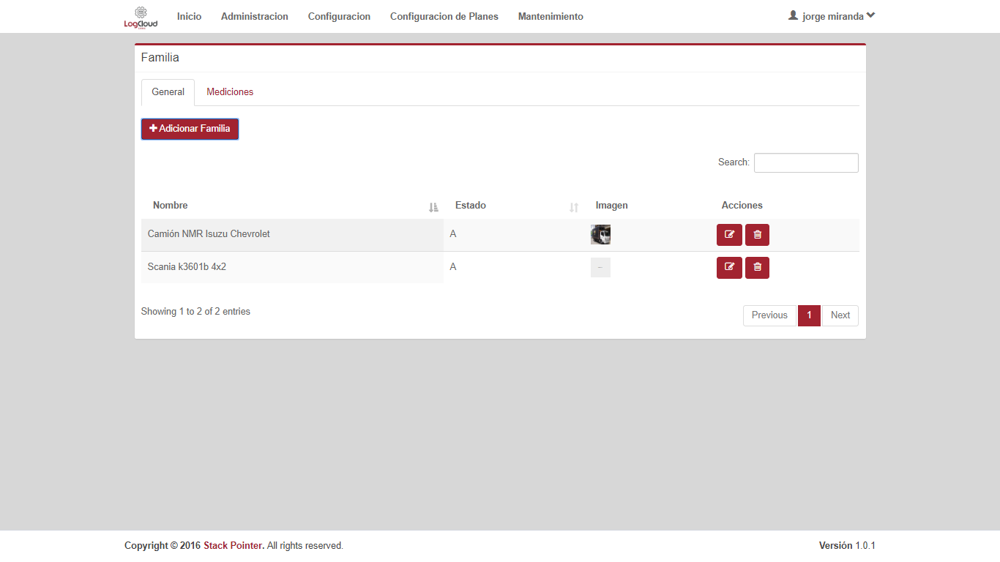 LogCloud
Inicio Administracion Configuracion Configuracion de Planes Mantenimiento jorge miranda
Familia
General Mediciones
Adicionar Familia
Search:
Nombre Estado Imagen Acciones
Camión NMR Isuzu Chevrolet A
Scania k3601b 4x2 A
Showing 1 to 2 of 2 entries
Previous 1 Next
Copyright © 2016 Stack Pointer. All rights reserved. Versión 1.0.1